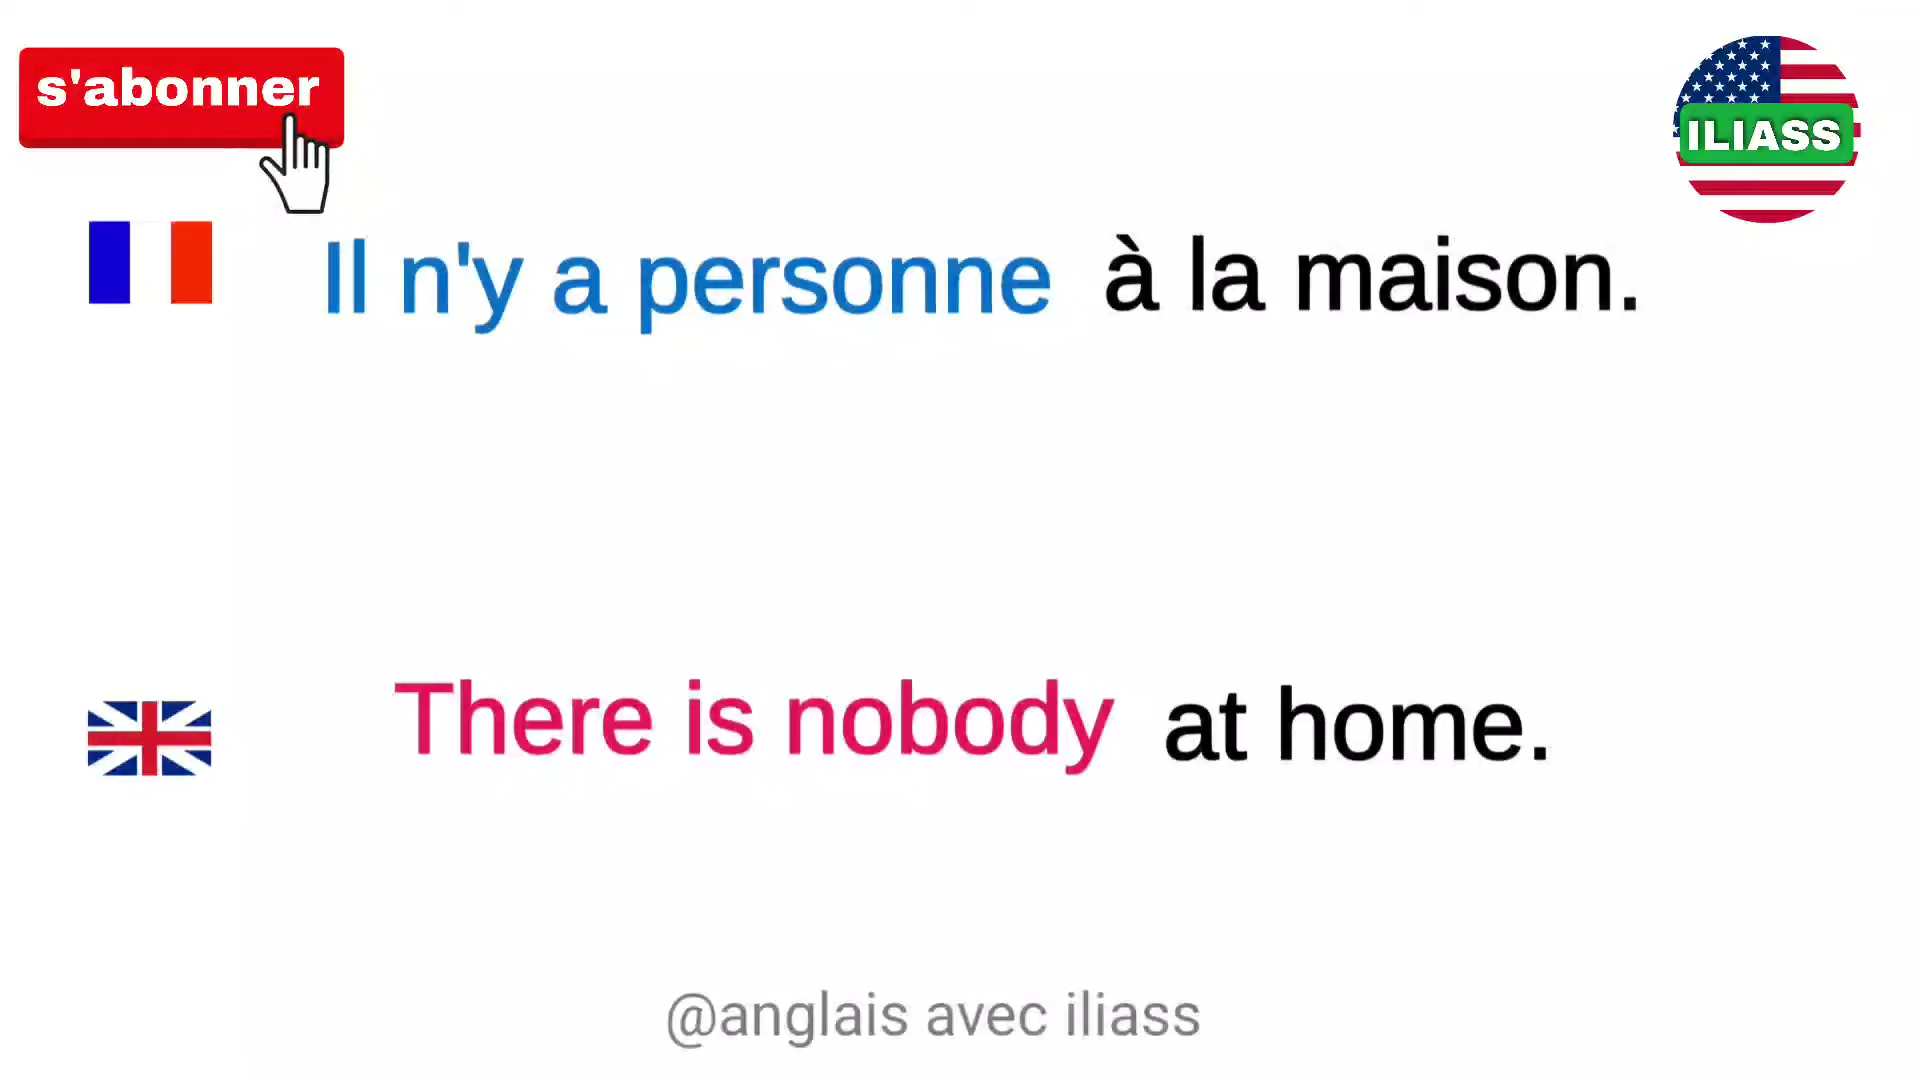 s'abonner
ILIASS
Il n'y a personne à la maison.
There is nobody at home.
@anglais avec iliass